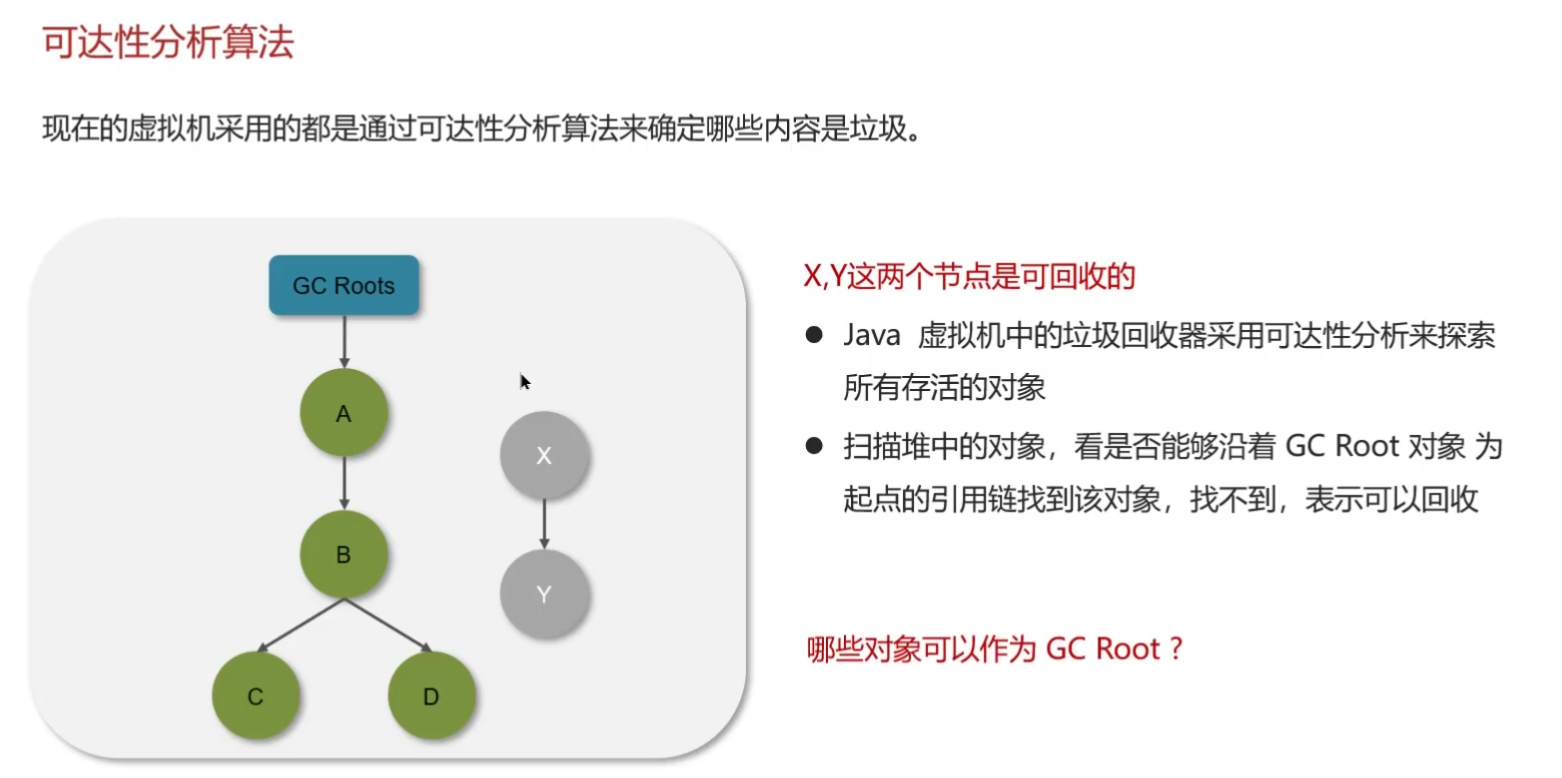 可达性分析算法
现在的虚拟机采用的都是通过可达性分析算法来确定哪些内容是垃圾。
GC Roots
A
B
C
D
X
Y
X,Y这两个节点是可回收的
● Java 虚拟机中的垃圾回收器采用可达性分析来探索
所有存活的对象
● 扫描堆中的对象，看是否能够沿着 GC Root 对象 为
起点的引用链找到该对象，找不到，表示可以回收
哪些对象可以作为 GC Root ?